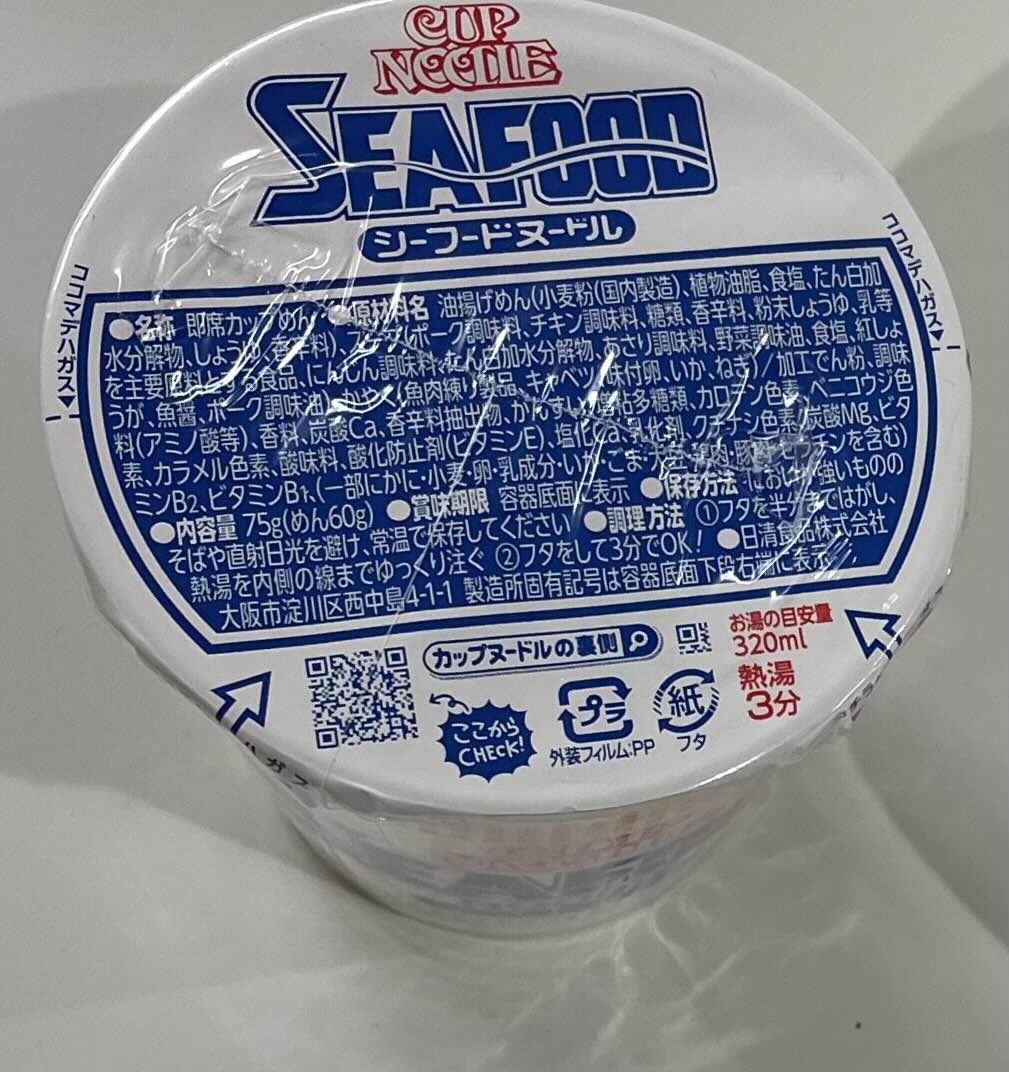 CUP
NOODLE
SEAFOOD
シーフードヌードル
ココマデハガス▼
ココマデハガス▼
●名称 即席カップめん ●原材料名 油揚げめん(小麦粉(国内製造)、植物油脂、食塩、たん白加
水分解物、しょうゆ、香辛料)、ポーク調味料、チキン調味料、糖類、香辛料、粉末しょうゆ、乳等
を主要原料とする食品、にんじん調味料、たん白加水分解物、あさり調味料、野菜調味油、食塩、紅しょ
うが、魚醤、ポーク調味油、魚肉練り製品、キャベツ、味付卵、いか、ねぎ)/加工でん粉、調味
料(アミノ酸等)、香料、炭酸Ca、香辛料抽出物、かんすい、増粘多糖類、カロテン色素、ベニコウジ色
素、カラメル色素、酸味料、酸化防止剤(ビタミンE)、塩化Ca、乳化剤、クチナシ色素、炭酸Mg、ビタ
ミンB2、ビタミンB1、(一部にかに・小麦・卵・乳成分・いか・ごま・ゼラチンを含む)
●内容量 75g(めん60g) ●賞味期限 容器底面に表示 ●保存方法 においが強いものの
そばや直射日光を避け、常温で保存してください ●調理方法 ①フタを半分まではがし、
熱湯を内側の線までゆっくり注ぐ ②フタをして3分でOK! ●日清食品株式会社
大阪市淀川区西中島4-1-1 製造所固有記号は容器底面下段右端に表示
カップヌードルの裏側
お湯の目安量
320ml
熱湯
3分
ここから
CHECK!
プラ
外装フィルム:PP
紙
フタ